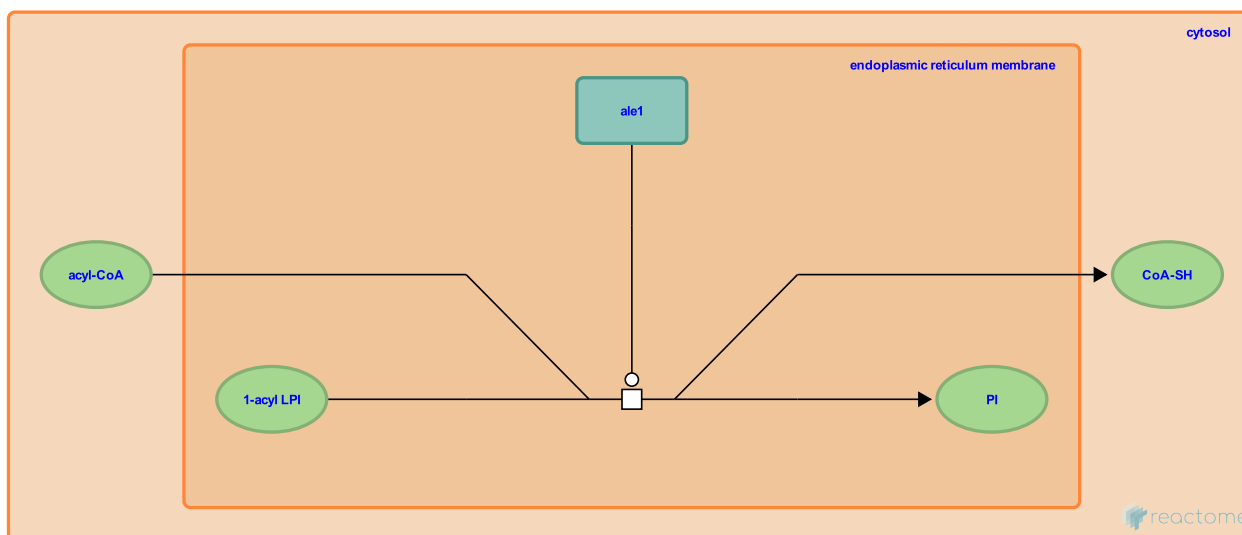 cytosol
endoplasmic reticulum membrane
ale1
acyl-CoA
CoA-SH
1-acyl LPI
PI
reactome